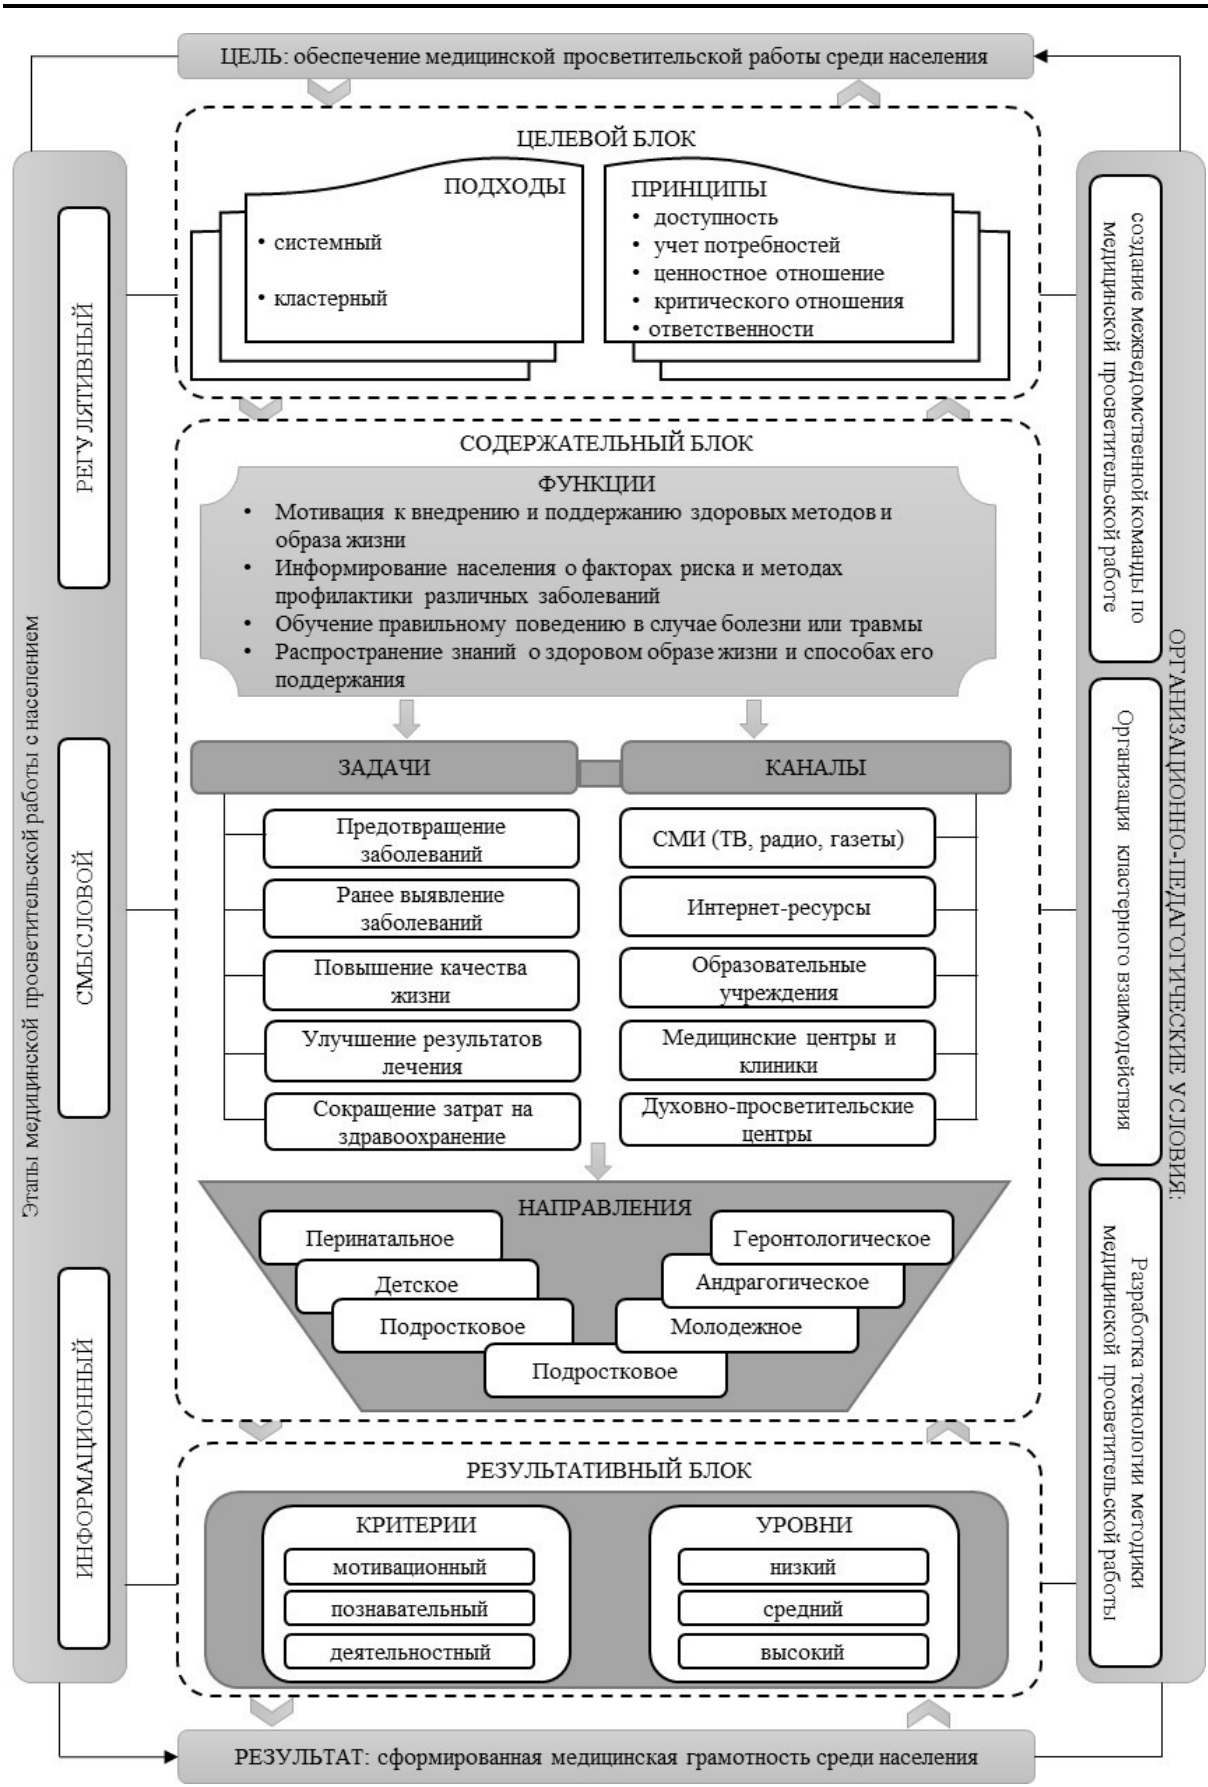 ЦЕЛЬ: обеспечение медицинской просветительской работы среди населения
ЦЕЛЕВОЙ БЛОК
ПОДХОДЫ
• системный
• кластерный
ПРИНЦИПЫ
• доступность
• учет потребностей
• ценностное отношение
• критического отношения
• ответственности
СОДЕРЖАТЕЛЬНЫЙ БЛОК
ФУНКЦИИ
• Мотивация к внедрению и поддержанию здоровых методов и
образа жизни
• Информирование населения о факторах риска и методах
профилактики различных заболеваний
• Обучение правильному поведению в случае болезни или травмы
• Распространение знаний о здоровом образе жизни и способах его
поддержания
ЗАДАЧИ
Предотвращение
заболеваний
Ранее выявление
заболеваний
Повышение качества
жизни
Улучшение результатов
лечения
Сокращение затрат на
здравоохранение
КАНАЛЫ
СМИ (ТВ, радио, газеты)
Интернет-ресурсы
Образовательные
учреждения
Медицинские центры и
клиники
Духовно-просветительские
центры
НАПРАВЛЕНИЯ
Перинатальное
Детское
Подростковое
Подростковое
Молодежное
Андрагогическое
Геронтологическое
РЕЗУЛЬТАТИВНЫЙ БЛОК
КРИТЕРИИ
мотивационный
познавательный
деятельностный
УРОВНИ
низкий
средний
высокий
РЕЗУЛЬТАТ: сформированная медицинская грамотность среди населения
Этапы медицинской просветительской работы с населением
РЕГУЛЯТИВНЫЙ
СМЫСЛОВОЙ
ИНФОРМАЦИОННЫЙ
ОРГАНИЗАЦИОННО-ПЕДАГОГИЧЕСКИЕ УСЛОВИЯ:
создание межведомственной команды по
медицинской просветительской работе
Организация кластерного взаимодействия
Разработка технологии методики
медицинской просветительской работы